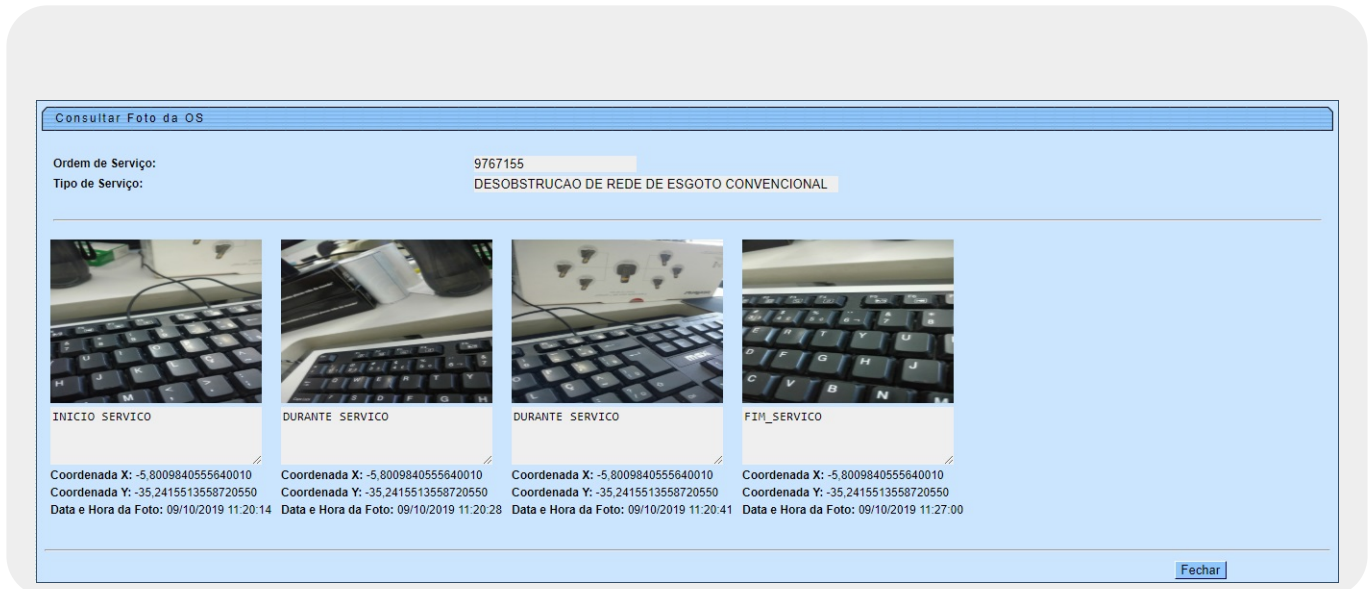 Consultar Foto da OS
Ordem de Serviço: 9767155
Tipo de Serviço: DESOBSTRUCAO DE REDE DE ESGOTO CONVENCIONAL
INICIO SERVICO
Coordenada X: -5,8009840555640010
Coordenada Y: -35,2415513558720550
Data e Hora da Foto: 09/10/2019 11:20:14
DURANTE SERVICO
Coordenada X: -5,8009840555640010
Coordenada Y: -35,2415513558720550
Data e Hora da Foto: 09/10/2019 11:20:28
DURANTE SERVICO
Coordenada X: -5,8009840555640010
Coordenada Y: -35,2415513558720550
Data e Hora da Foto: 09/10/2019 11:20:41
FIM_SERVICO
Coordenada X: -5,8009840555640010
Coordenada Y: -35,2415513558720550
Data e Hora da Foto: 09/10/2019 11:27:00
Fechar